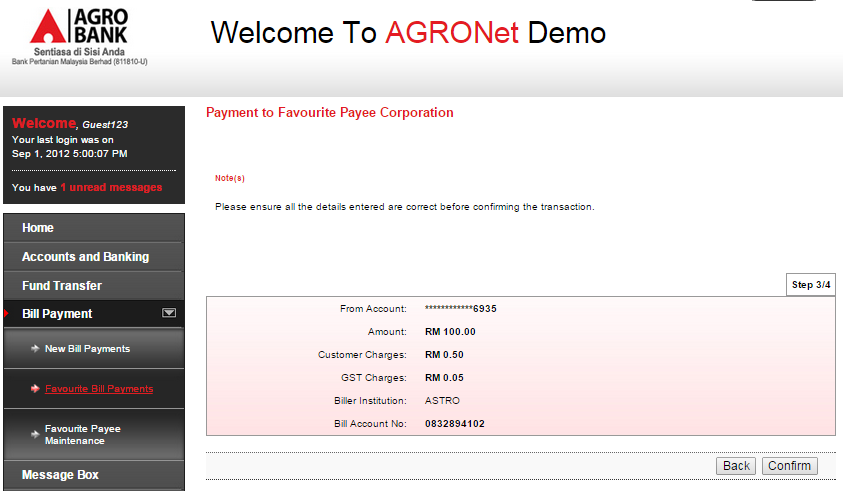 AGRO
BANK
Sentiasa di Sisi Anda
Bank Pertanian Malaysia Berhad (811810-U)
Welcome To AGRONet Demo
Welcome, Guest123
Your last login was on
Sep 1, 2012 5:00:07 PM
You have 1 unread messages
Home
Accounts and Banking
Fund Transfer
Bill Payment
New Bill Payments
Favourite Bill Payments
Favourite Payee
Maintenance
Message Box
Payment to Favourite Payee Corporation
Note(s)
Please ensure all the details entered are correct before confirming the transaction.
Step 3/4
From Account: ************6935
Amount: RM 100.00
Customer Charges: RM 0.50
GST Charges: RM 0.05
Biller Institution: ASTRO
Bill Account No: 0832894102
Back Confirm